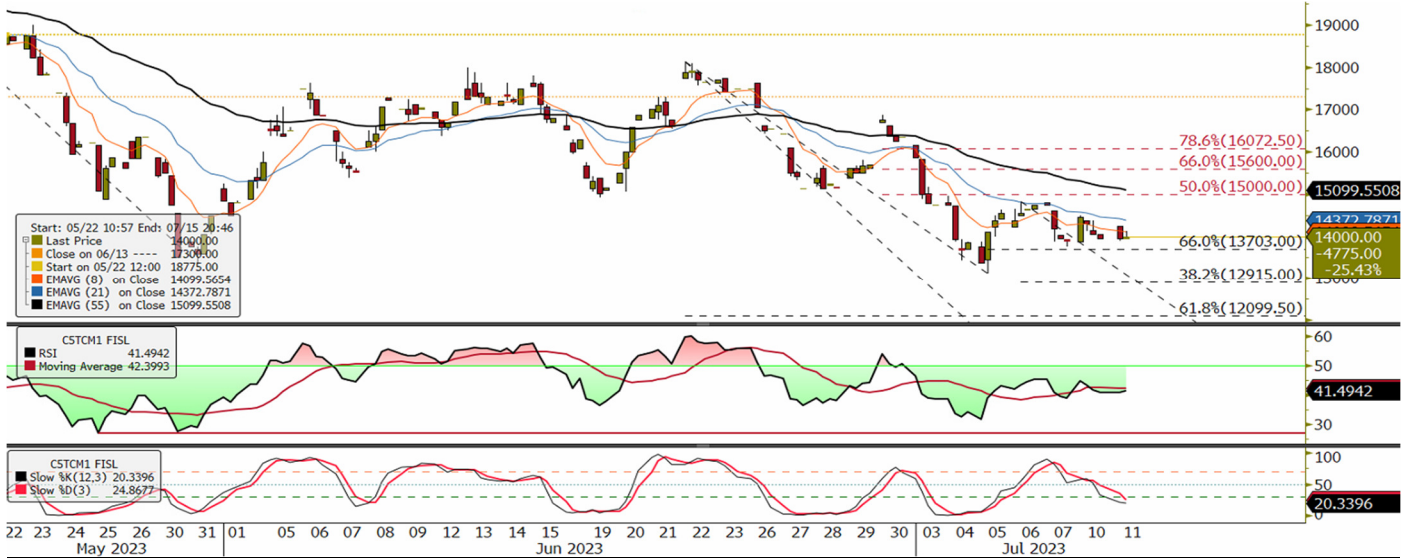 19000
18000
17000
16000
78.6%(16072.50)
66.0%(15600.00)
50.0%(15000.00)
15099.5508
14372.7871
14000.00
-4775.00
-25.43%
66.0%(13703.00)
38.2%(12915.00)
61.8%(12099.50)
Start: 05/22 10:57 End: 07/15 20:46
Last Price 14000.00
Close on 06/13 ---- 17300.00
Start on 05/22 12:00 18775.00
EMAVG (8) on Close 14099.5654
EMAVG (21) on Close 14372.7871
EMAVG (55) on Close 15099.5508
C5TCM1 FISL
RSI 41.4942
Moving Average 42.3993
60
50
41.4942
30
C5TCM1 FISL
Slow %K(12,3) 20.3396
Slow %D(3) 24.8677
100
50
20.3396
0
22 23 24 25 26 26 30 31 01 05 06 07 08 09 12 13 14 15 16 19 20 21 22 23 26 27 28 29 30 03 04 05 06 07 10 11
May 2023 Jun 2023 Jul 2023